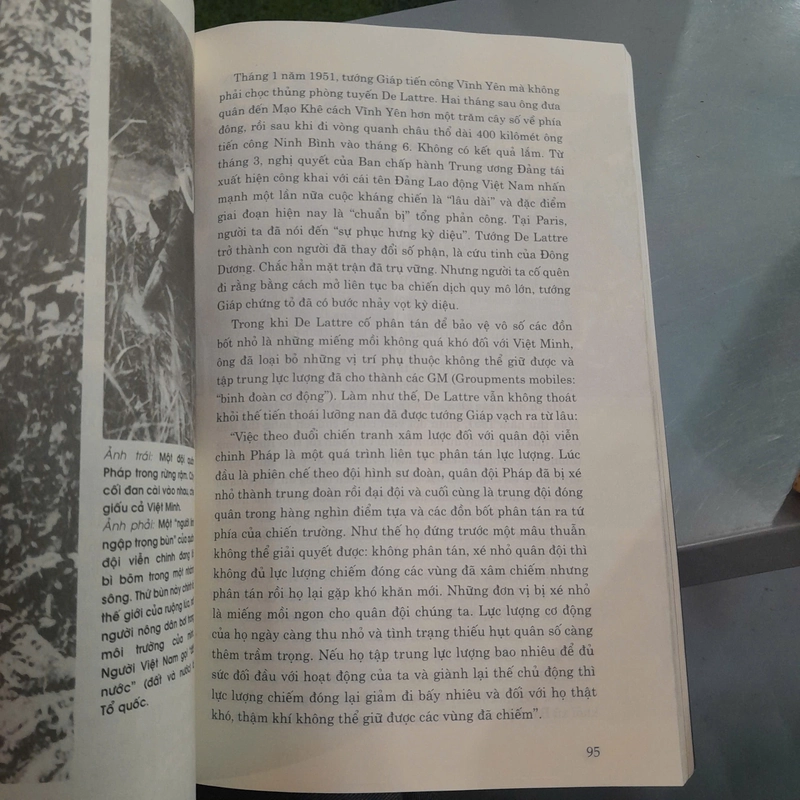 Ảnh trái: Một đội
Pháp trong rừng rậm.
cối đan cài vào nhau,
giấu cả Việt Minh.
Ảnh phải: Một "người
ngập trong bùn" của
đội viễn chinh đang
bì bõm trong một
sông. Thứ bùn này chính
thế giới của ruộng lúa,
người nông dân bơi
môi trường của
Người Việt Nam gọi
nước" (đất và nước)
Tổ quốc.
Tháng 1 năm 1951, tướng Giáp tiến công Vĩnh Yên mà không
phải chọc thủng phòng tuyến De Lattre. Hai tháng sau ông đưa
quân đến Mạo Khê cách Vĩnh Yên hơn một trăm cây số về phía
đông, rồi sau khi đi vòng quanh châu thổ dài 400 kilômét ông
tiến công Ninh Bình vào tháng 6. Không có kết quả lắm. Từ
tháng 3, nghị quyết của Ban chấp hành Trung ương Đảng tái
xuất hiện công khai với cái tên Đảng Lao động Việt Nam nhấn
mạnh một lần nữa cuộc kháng chiến là "lâu dài" và đặc điểm
giai đoạn hiện nay là "chuẩn bị" tổng phản công. Tại Paris,
người ta đã nói đến "sự phục hưng kỳ diệu". Tướng De Lattre
trở thành con người đã thay đổi số phận, là cứu tinh của Đông
Dương. Chắc hẳn mặt trận đã trụ vững. Nhưng người ta cố quên
đi rằng bằng cách mở liên tục ba chiến dịch quy mô lớn, tướng
Giáp chứng tỏ đã có bước nhảy vọt kỳ diệu.
Trong khi De Lattre cố phân tán để bảo vệ vô số các đồn
bốt nhỏ là những miếng mồi không quá khó đối với Việt Minh,
ông đã loại bỏ những vị trí phụ thuộc không thể giữ được và
tập trung lực lượng đã cho thành các GM (Groupments mobiles:
"binh đoàn cơ động"). Làm như thế, De Lattre vẫn không thoát
khỏi thế tiến thoái lưỡng nan đã được tướng Giáp vạch ra từ lâu:
"Việc theo đuổi chiến tranh xâm lược đối với quân đội viễn
chinh Pháp là một quá trình liên tục phân tán lực lượng. Lúc
đầu là phiên chế theo đội hình sư đoàn, quân đội Pháp đã bị xé
nhỏ thành trung đoàn rồi đại đội và cuối cùng là trung đội đóng
quân trong hàng nghìn điểm tựa và các đồn bốt phân tán ra tứ
phía của chiến trường. Như thế họ đứng trước một mâu thuẫn
không thể giải quyết được: không phân tán, xé nhỏ quân đội thì
không đủ lực lượng chiếm đóng các vùng đã xâm chiếm nhưng
phân tán rồi họ lại gặp khó khăn mới. Những đơn vị bị xé nhỏ
là miếng mồi ngon cho quân đội chúng ta. Lực lượng cơ động
của họ ngày càng thu nhỏ và tình trạng thiếu hụt quân số càng
thêm trầm trọng. Nếu họ tập trung lực lượng bao nhiêu để đủ
sức đối đầu với hoạt động của ta và giành lại thế chủ động thì
lực lượng chiếm đóng lại giảm đi bấy nhiêu và đối với họ thật
khó, thậm khí không thể giữ được các vùng đã chiếm".
95